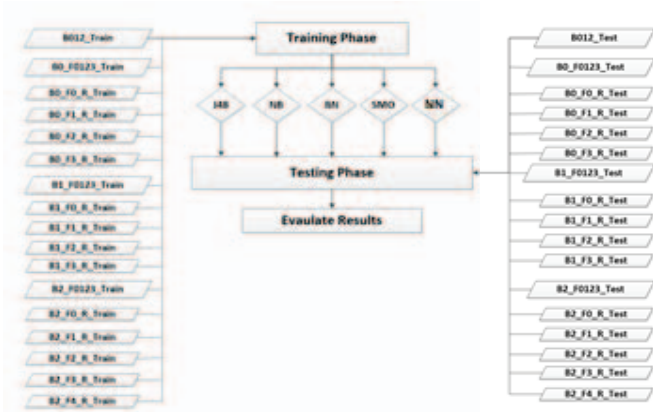 B012_Train
B0_F0123_Train
B0_F0_R_Train
B0_F1_R_Train
B0_F2_R_Train
B0_F3_R_Train
B1_F0123_Train
B1_F0_R_Train
B1_F1_R_Train
B1_F2_R_Train
B1_F3_R_Train
B2_F0123_Train
B2_F0_R_Train
B2_F1_R_Train
B2_F2_R_Train
B2_F3_R_Train
B2_F4_R_Train
Training Phase
J48 NB BN SMO NN
Testing Phase
Evaulate Results
B012_Test
B0_F0123_Test
B0_F0_R_Test
B0_F1_R_Test
B0_F2_R_Test
B0_F3_R_Test
B1_F0123_Test
B1_F0_R_Test
B1_F1_R_Test
B1_F2_R_Test
B1_F3_R_Test
B2_F0123_Test
B2_F0_R_Test
B2_F1_R_Test
B2_F2_R_Test
B2_F3_R_Test
B2_F4_R_Test